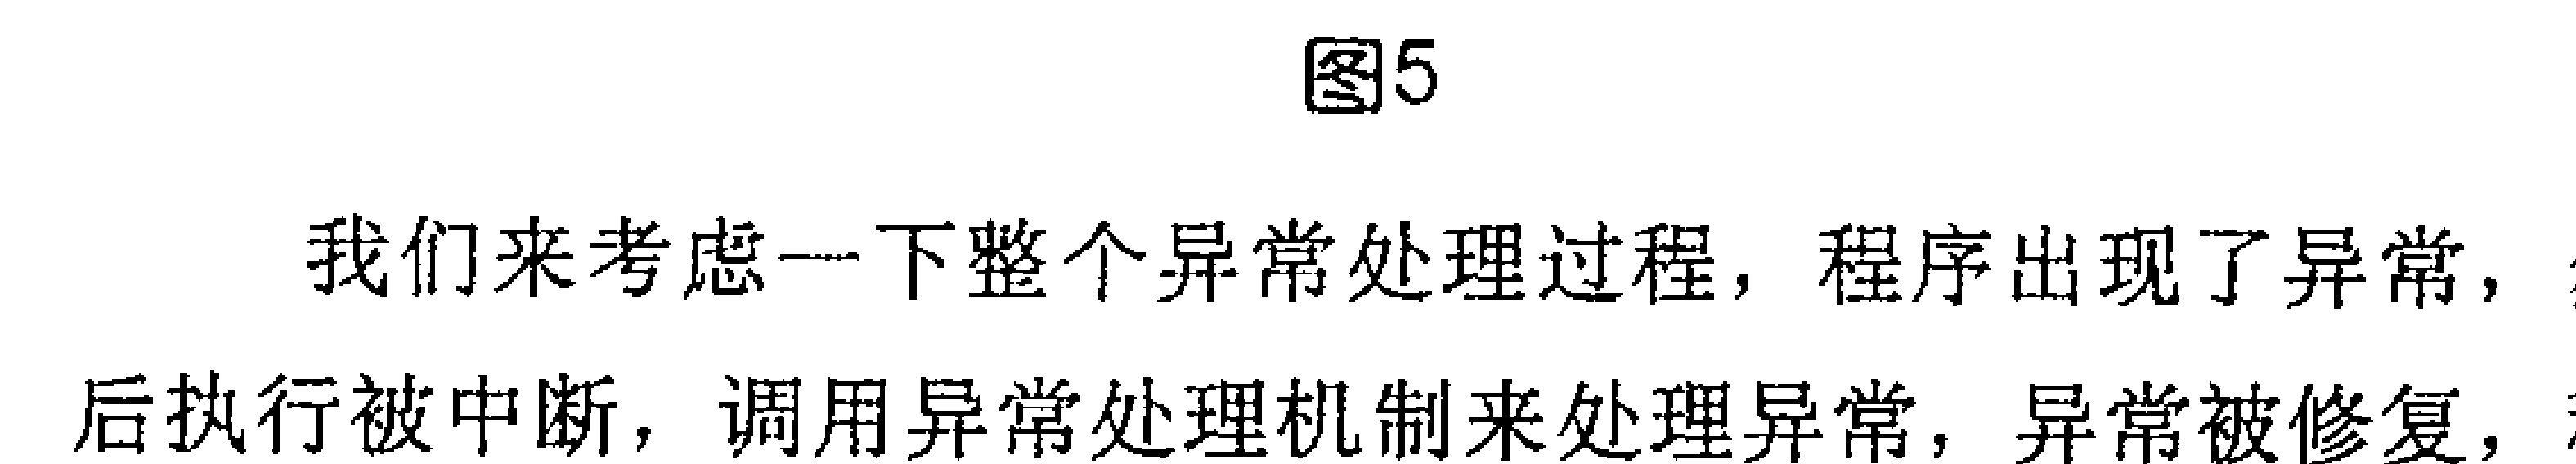 图5
我们来考虑一下整个异常处理过程，程序出现了异常，
后执行被中断，调用异常处理机制来处理异常，异常被修复，